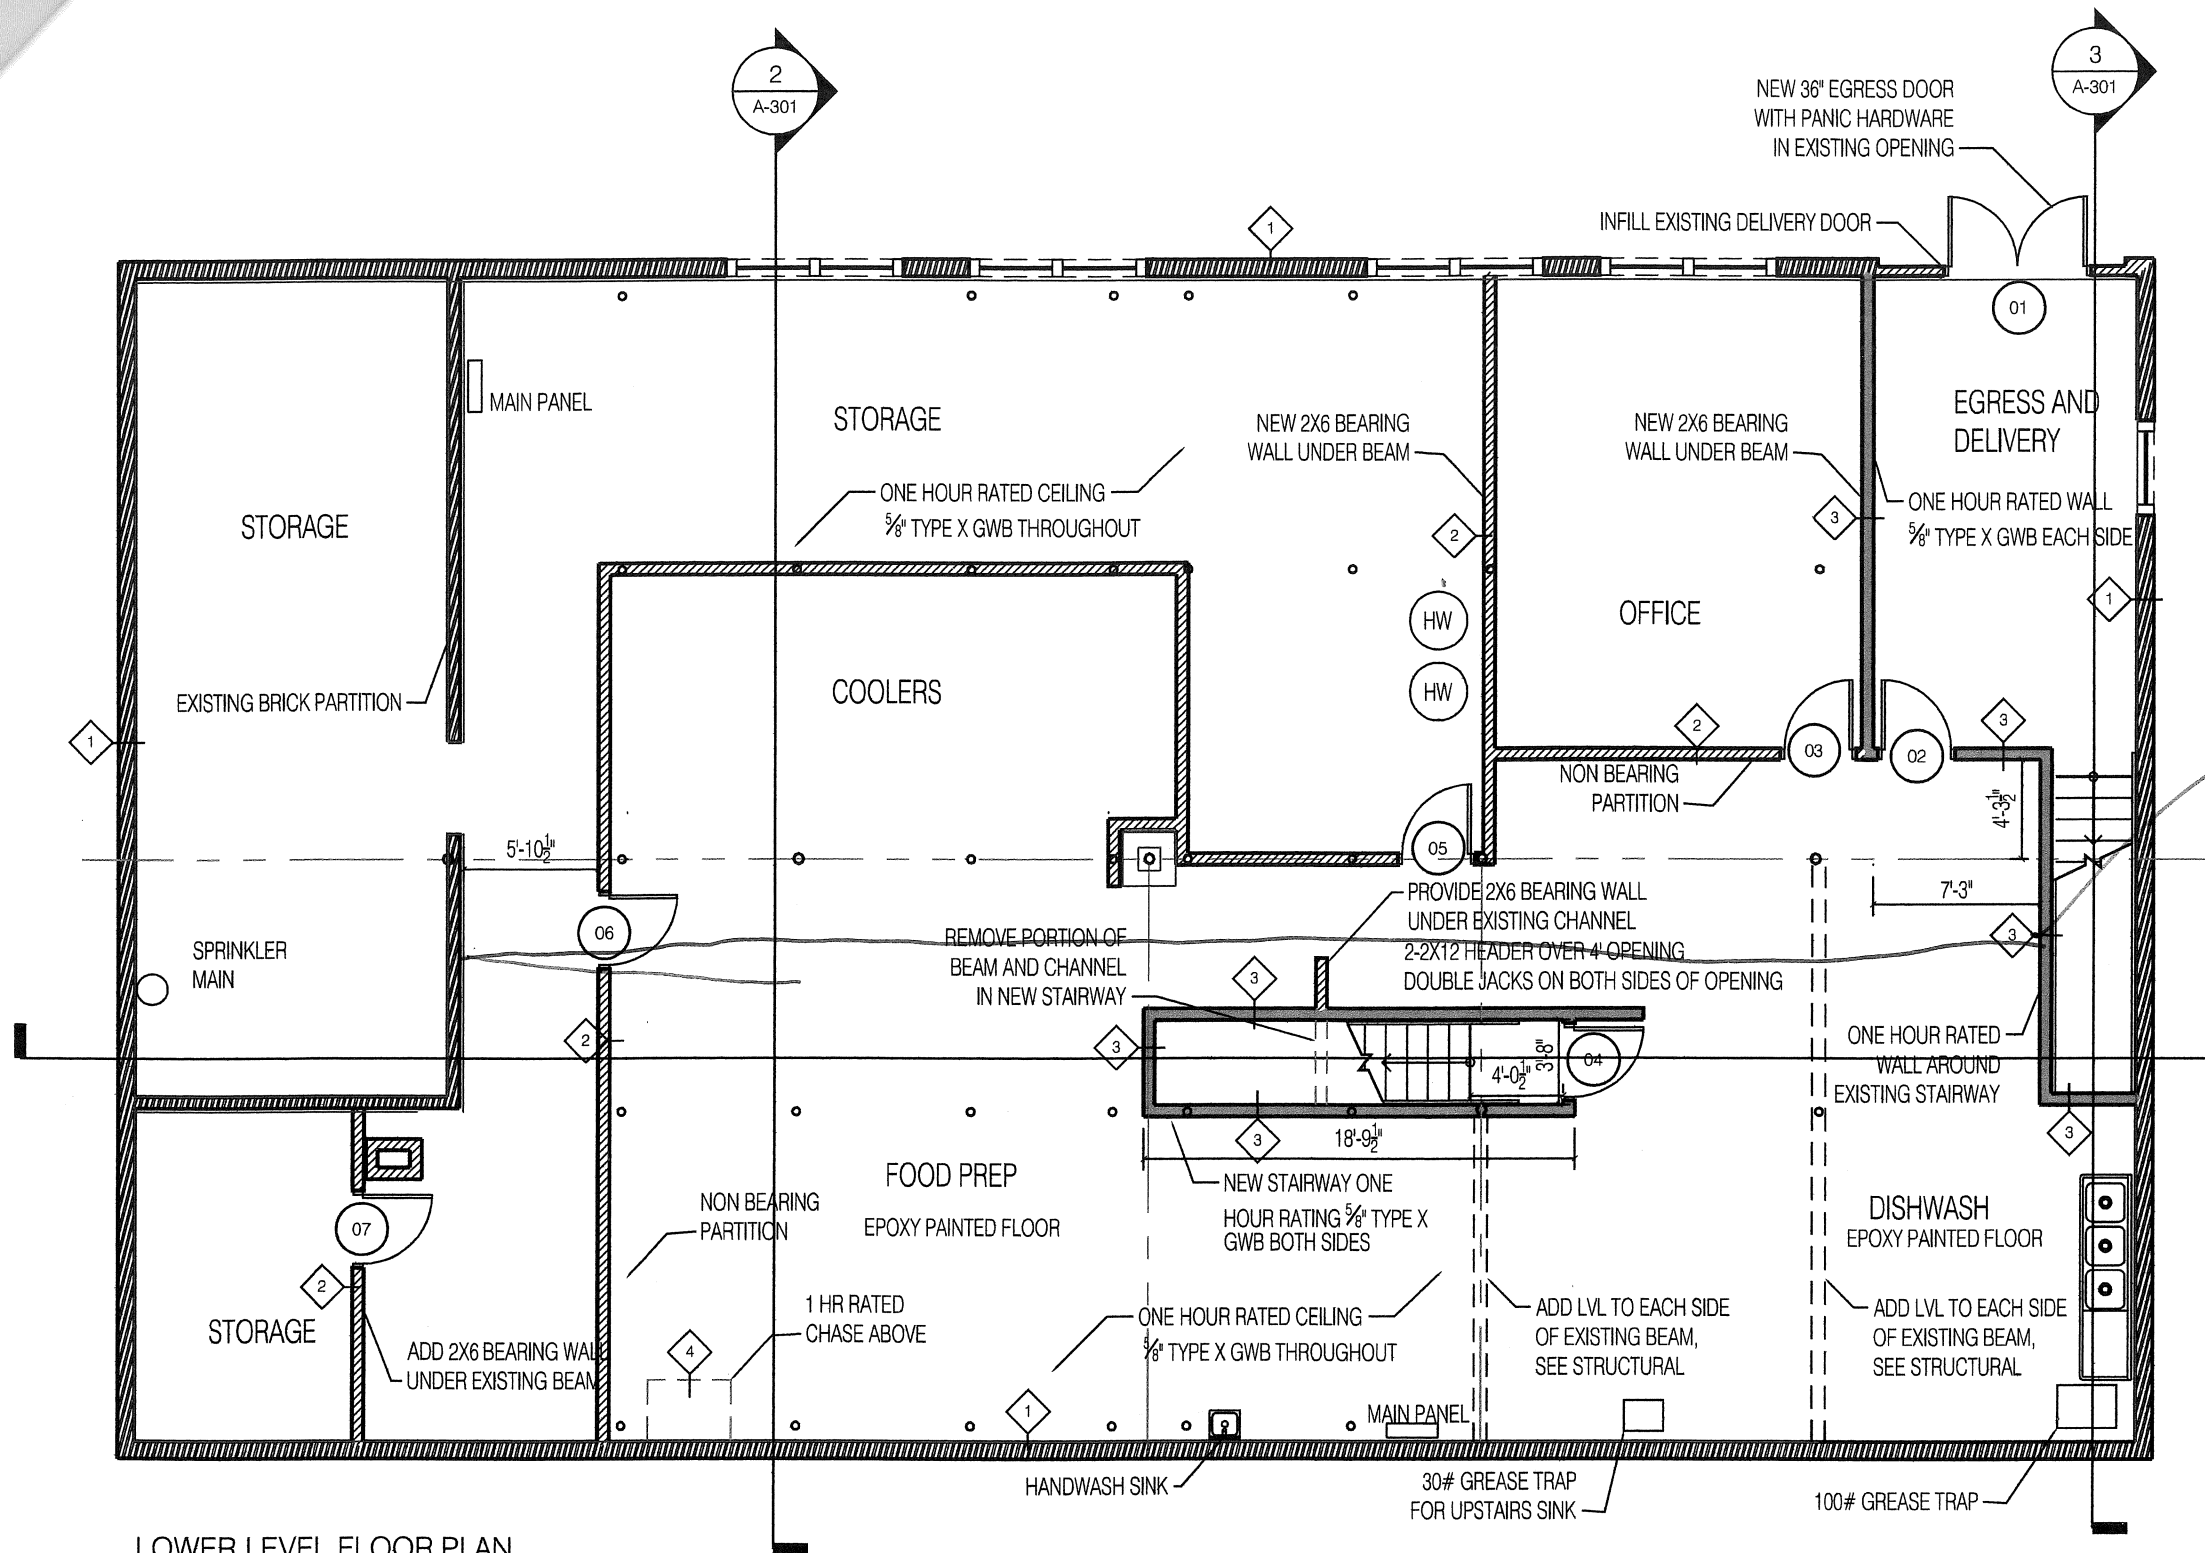 2
A-301
3
A-301
NEW 36" EGRESS DOOR
WITH PANIC HARDWARE
IN EXISTING OPENING
INFILL EXISTING DELIVERY DOOR
1
01
MAIN PANEL
STORAGE
NEW 2X6 BEARING
WALL UNDER BEAM
NEW 2X6 BEARING
WALL UNDER BEAM
EGRESS AND
DELIVERY
ONE HOUR RATED CEILING
5/8" TYPE X GWB THROUGHOUT
ONE HOUR RATED WALL
5/8" TYPE X GWB EACH SIDE
STORAGE
2
3
1
HW
HW
OFFICE
COOLERS
EXISTING BRICK PARTITION
1
2
3
03
02
NON BEARING
PARTITION
4'-3 1/2"
5'-10 1/2"
05
7'-3"
PROVIDE 2X6 BEARING WALL
UNDER EXISTING CHANNEL
2-2X12 HEADER OVER 4' OPENING
DOUBLE JACKS ON BOTH SIDES OF OPENING
06
REMOVE PORTION OF
BEAM AND CHANNEL
IN NEW STAIRWAY
3
SPRINKLER
MAIN
3
2
3
4'-0 1/2"
3'-8"
04
ONE HOUR RATED
WALL AROUND
EXISTING STAIRWAY
3
18'-9 1/2"
3
FOOD PREP
EPOXY PAINTED FLOOR
NEW STAIRWAY ONE
HOUR RATING 5/8" TYPE X
GWB BOTH SIDES
NON BEARING
PARTITION
DISHWASH
EPOXY PAINTED FLOOR
07
2
STORAGE
1 HR RATED
CHASE ABOVE
ONE HOUR RATED CEILING
5/8" TYPE X GWB THROUGHOUT
ADD LVL TO EACH SIDE
OF EXISTING BEAM,
SEE STRUCTURAL
ADD LVL TO EACH SIDE
OF EXISTING BEAM,
SEE STRUCTURAL
ADD 2X6 BEARING WALL
UNDER EXISTING BEAM
4
1
MAIN PANEL
HANDWASH SINK
30# GREASE TRAP
FOR UPSTAIRS SINK
100# GREASE TRAP
LOWER LEVEL FLOOR PLAN